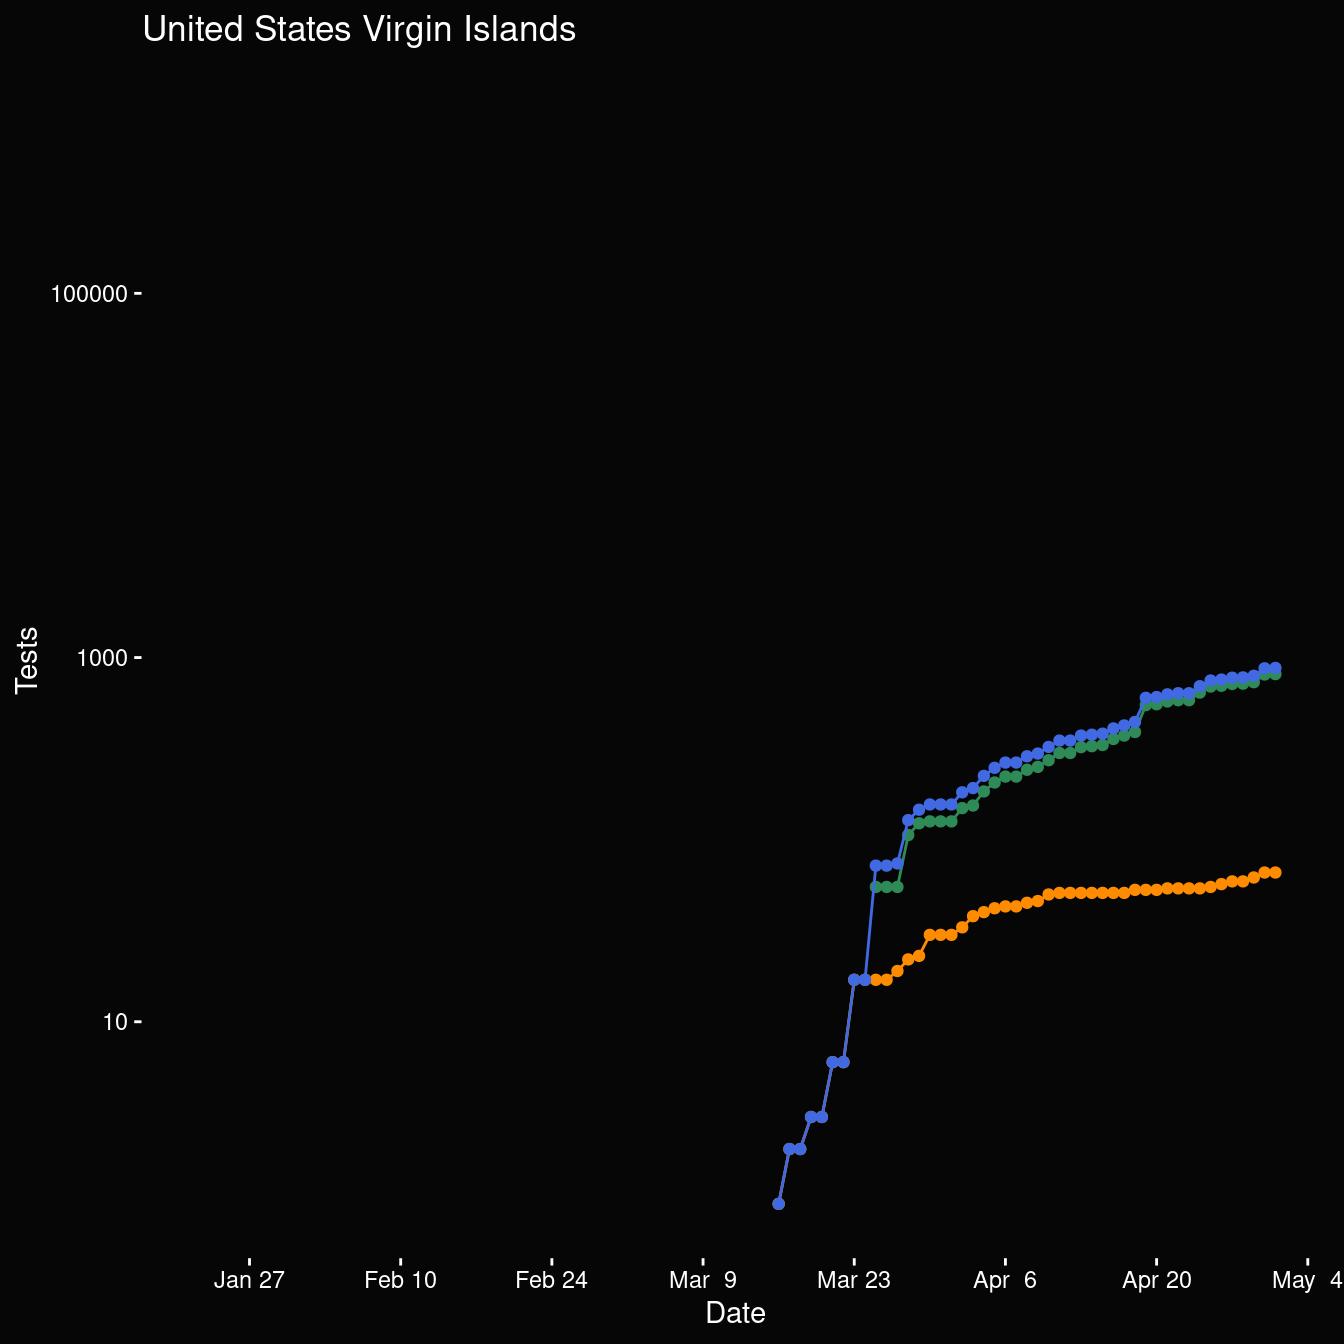 United States Virgin Islands
100000
1000
10
Tests
Jan 27
Feb 10
Feb 24
Mar  9
Mar 23
Apr  6
Apr 20
May  4
Date